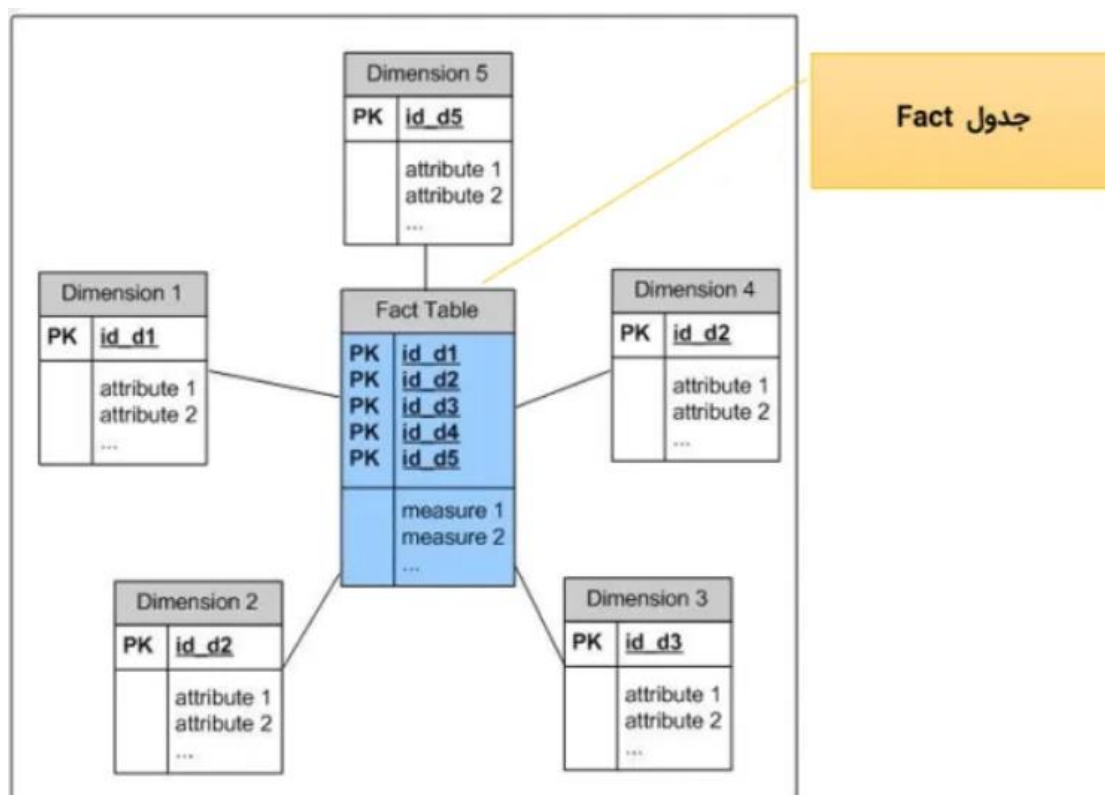 Dimension 5
PK id_d5
attribute 1
attribute 2
...
جدول Fact
Dimension 1
PK id_d1
attribute 1
attribute 2
...
Fact Table
PK id_d1
PK id_d2
PK id_d3
PK id_d4
PK id_d5
measure 1
measure 2
...
Dimension 4
PK id_d2
attribute 1
attribute 2
...
Dimension 2
PK id_d2
attribute 1
attribute 2
...
Dimension 3
PK id_d3
attribute 1
attribute 2
...